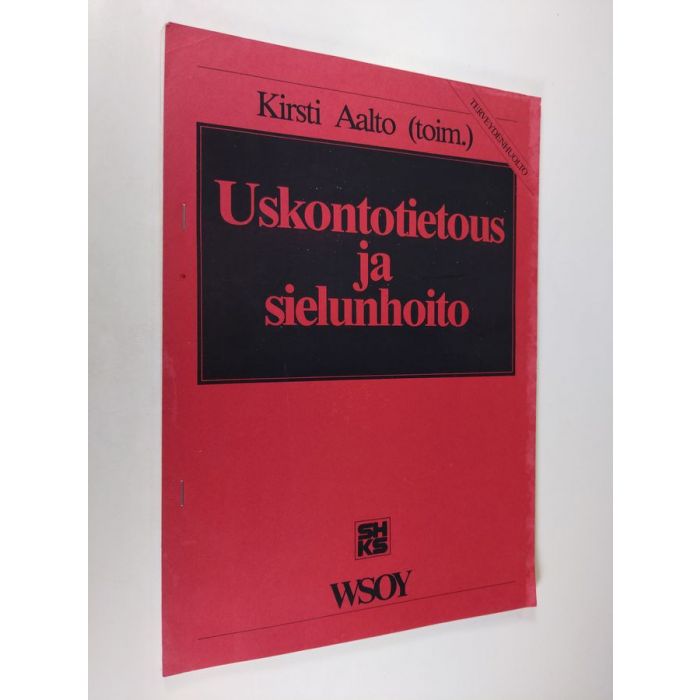 Kirsti Aalto (toim.)
TERVEYDENHUOLTO
Uskontotietous
ja
sielunhoito
SH
KS
WSOY